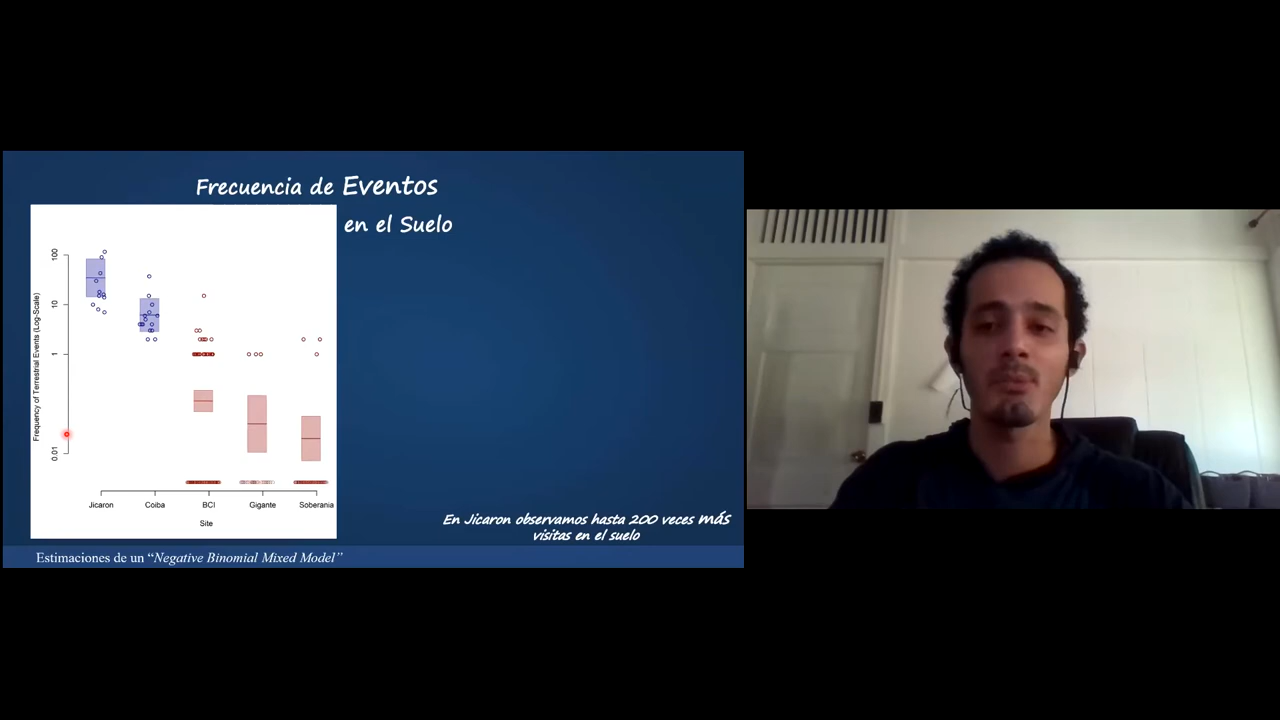 Frecuencia de Eventos
en el Suelo
Frequency of Terrestrial Events (Log-Scale)
100
10
1
0.01
Jicaron Coiba BCI Gigante Soberania
Site
En Jicaron observamos hasta 200 veces más
visitas en el suelo
Estimaciones de un “Negative Binomial Mixed Model”